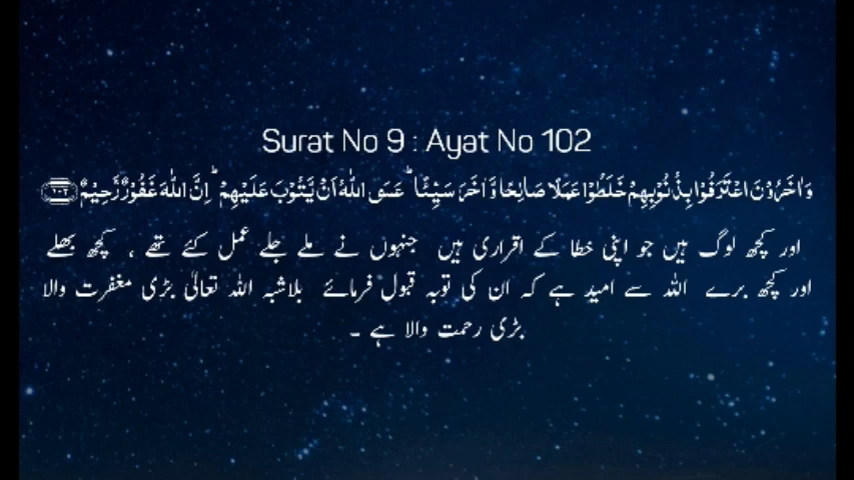 Surat No 9 : Ayat No 102
وَاٰخَرُوۡنَ اعۡتَرَفُوۡا بِذُنُوۡبِهِمۡ خَلَطُوۡا عَمَلًا صَالِحًا وَّاٰخَرَ سَيِّئًا ؕ عَسَى اللّٰهُ اَنۡ يَّتُوۡبَ عَلَيۡهِمۡ ؕ اِنَّ اللّٰهَ غَفُوۡرٌ رَّحِيۡمٌ ﴿۱۰۲﴾
اور کچھ لوگ ہیں جو اپنی خطا کے اقراری ہیں جنہوں نے ملے جلے عمل کئے تھے ، کچھ بھلے
اور کچھ برے اللہ سے امید ہے کہ ان کی توبہ قبول فرمائے بلاشبہ اللہ تعالیٰ بڑی مغفرت والا
بڑی رحمت والا ہے ۔